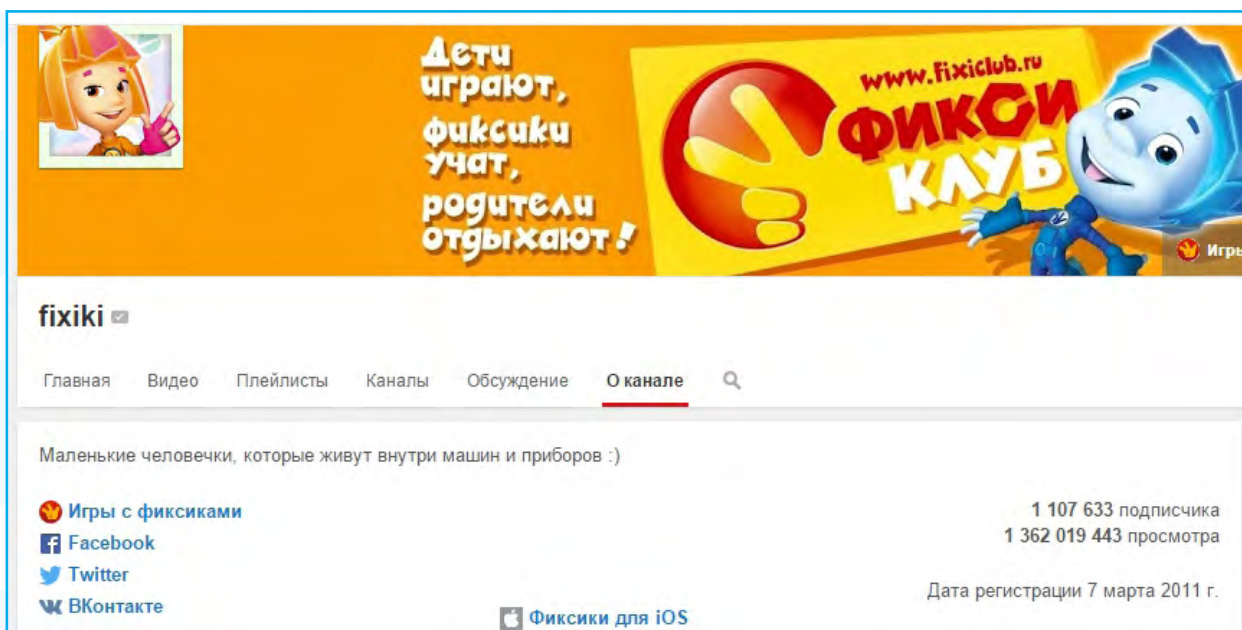 Дети
играют,
фиксики
учат,
родители
отдыхают!
www.fixiclub.ru
ФИКСИ
КЛУБ
Игры
fixiki
Главная Видео Плейлисты Каналы Обсуждение О канале
Маленькие человечки, которые живут внутри машин и приборов :)
Игры с фиксиками
Facebook
Twitter
ВКонтакте
Фиксики для iOS
1 107 633 подписчика
1 362 019 443 просмотра
Дата регистрации 7 марта 2011 г.